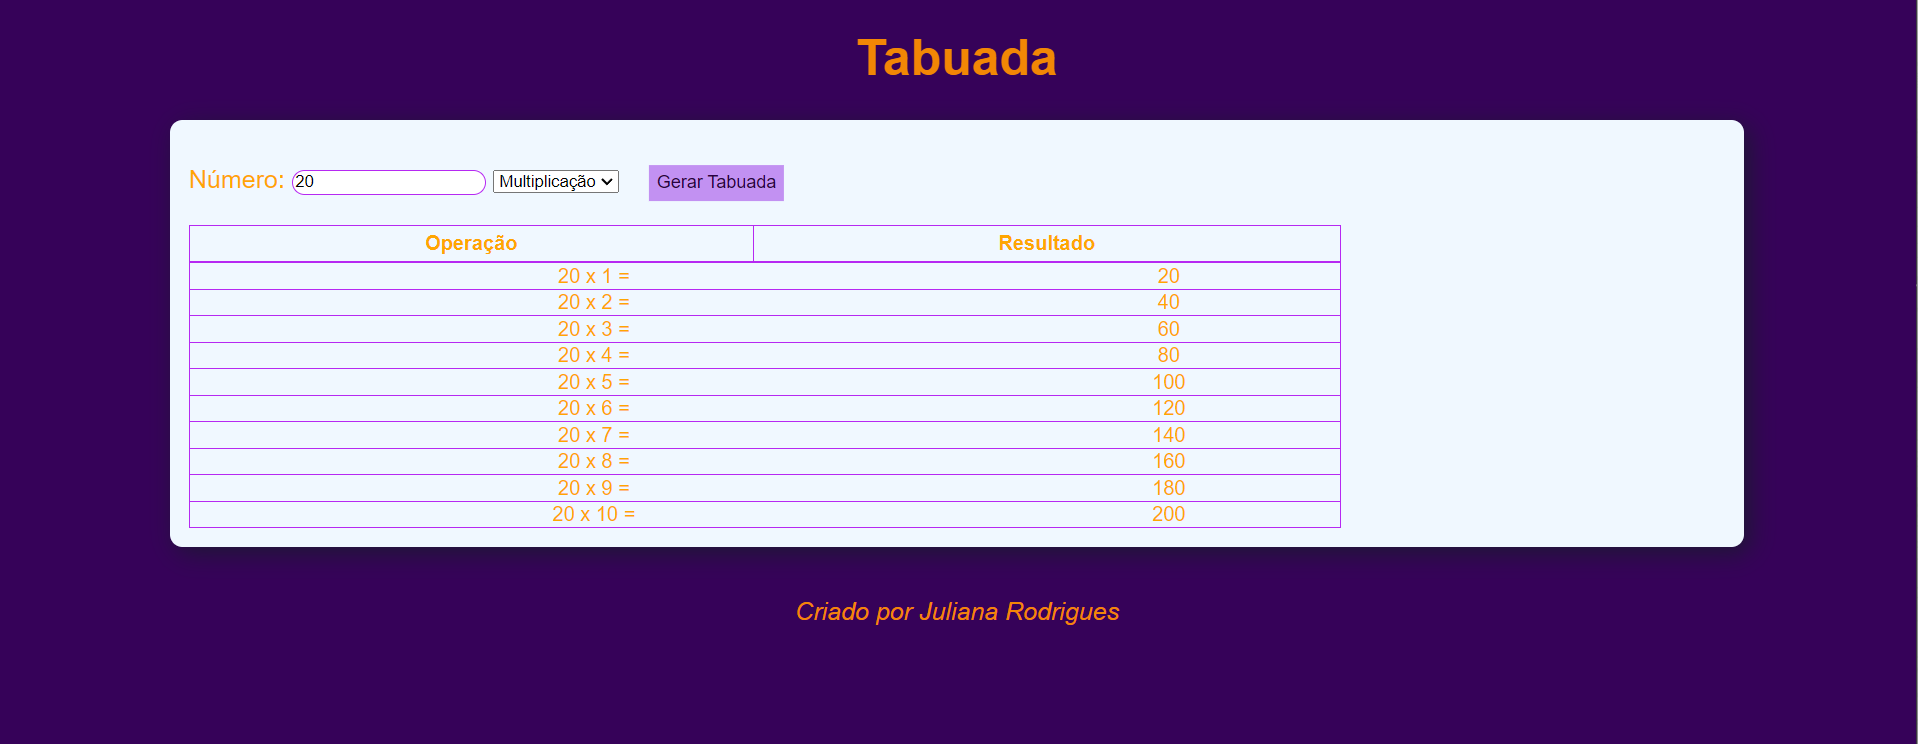 Tabuada
Número: 20 Multiplicação Gerar Tabuada
Operação Resultado
20 x 1 = 20
20 x 2 = 40
20 x 3 = 60
20 x 4 = 80
20 x 5 = 100
20 x 6 = 120
20 x 7 = 140
20 x 8 = 160
20 x 9 = 180
20 x 10 = 200
Criado por Juliana Rodrigues